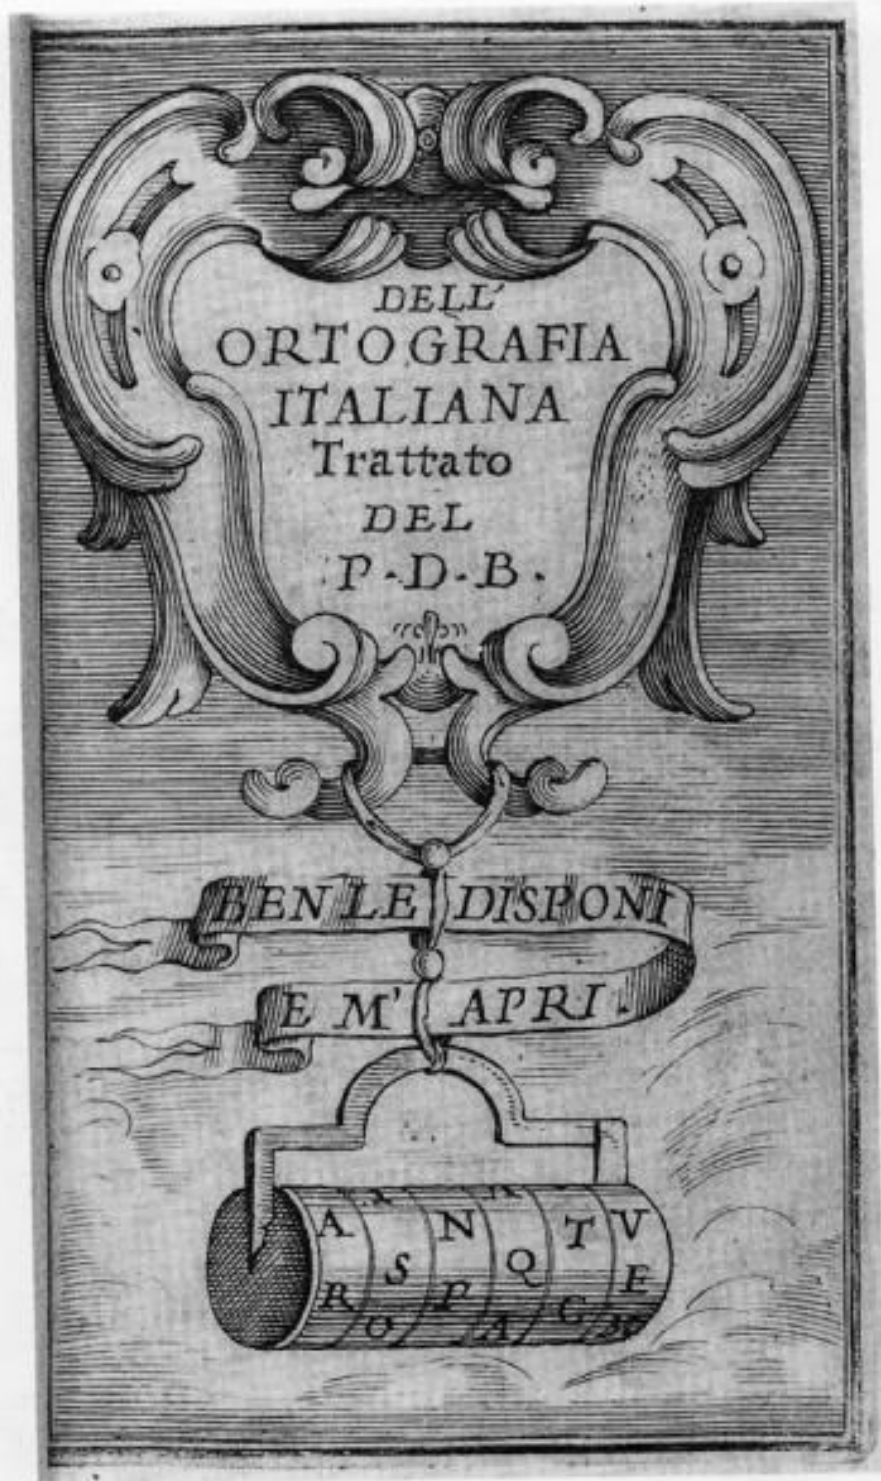 DELL'
ORTOGRAFIA
ITALIANA
Trattato
DEL
P. D. B.
BEN LE DISPONI
E M' APRI.
A N T V
S Q E
R P G
O A